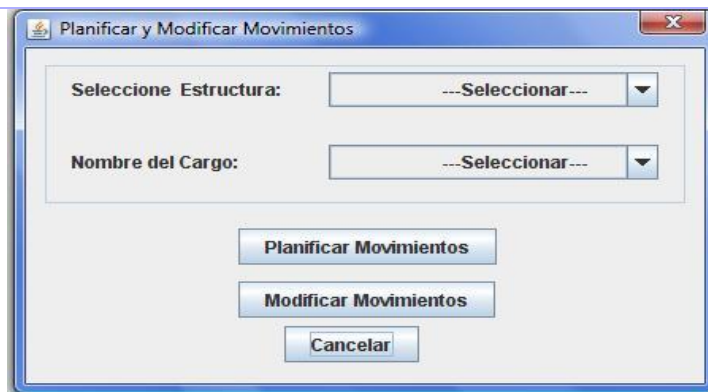 Planificar y Modificar Movimientos
Seleccione Estructura: ---Seleccionar---
Nombre del Cargo: ---Seleccionar---
Planificar Movimientos
Modificar Movimientos
Cancelar